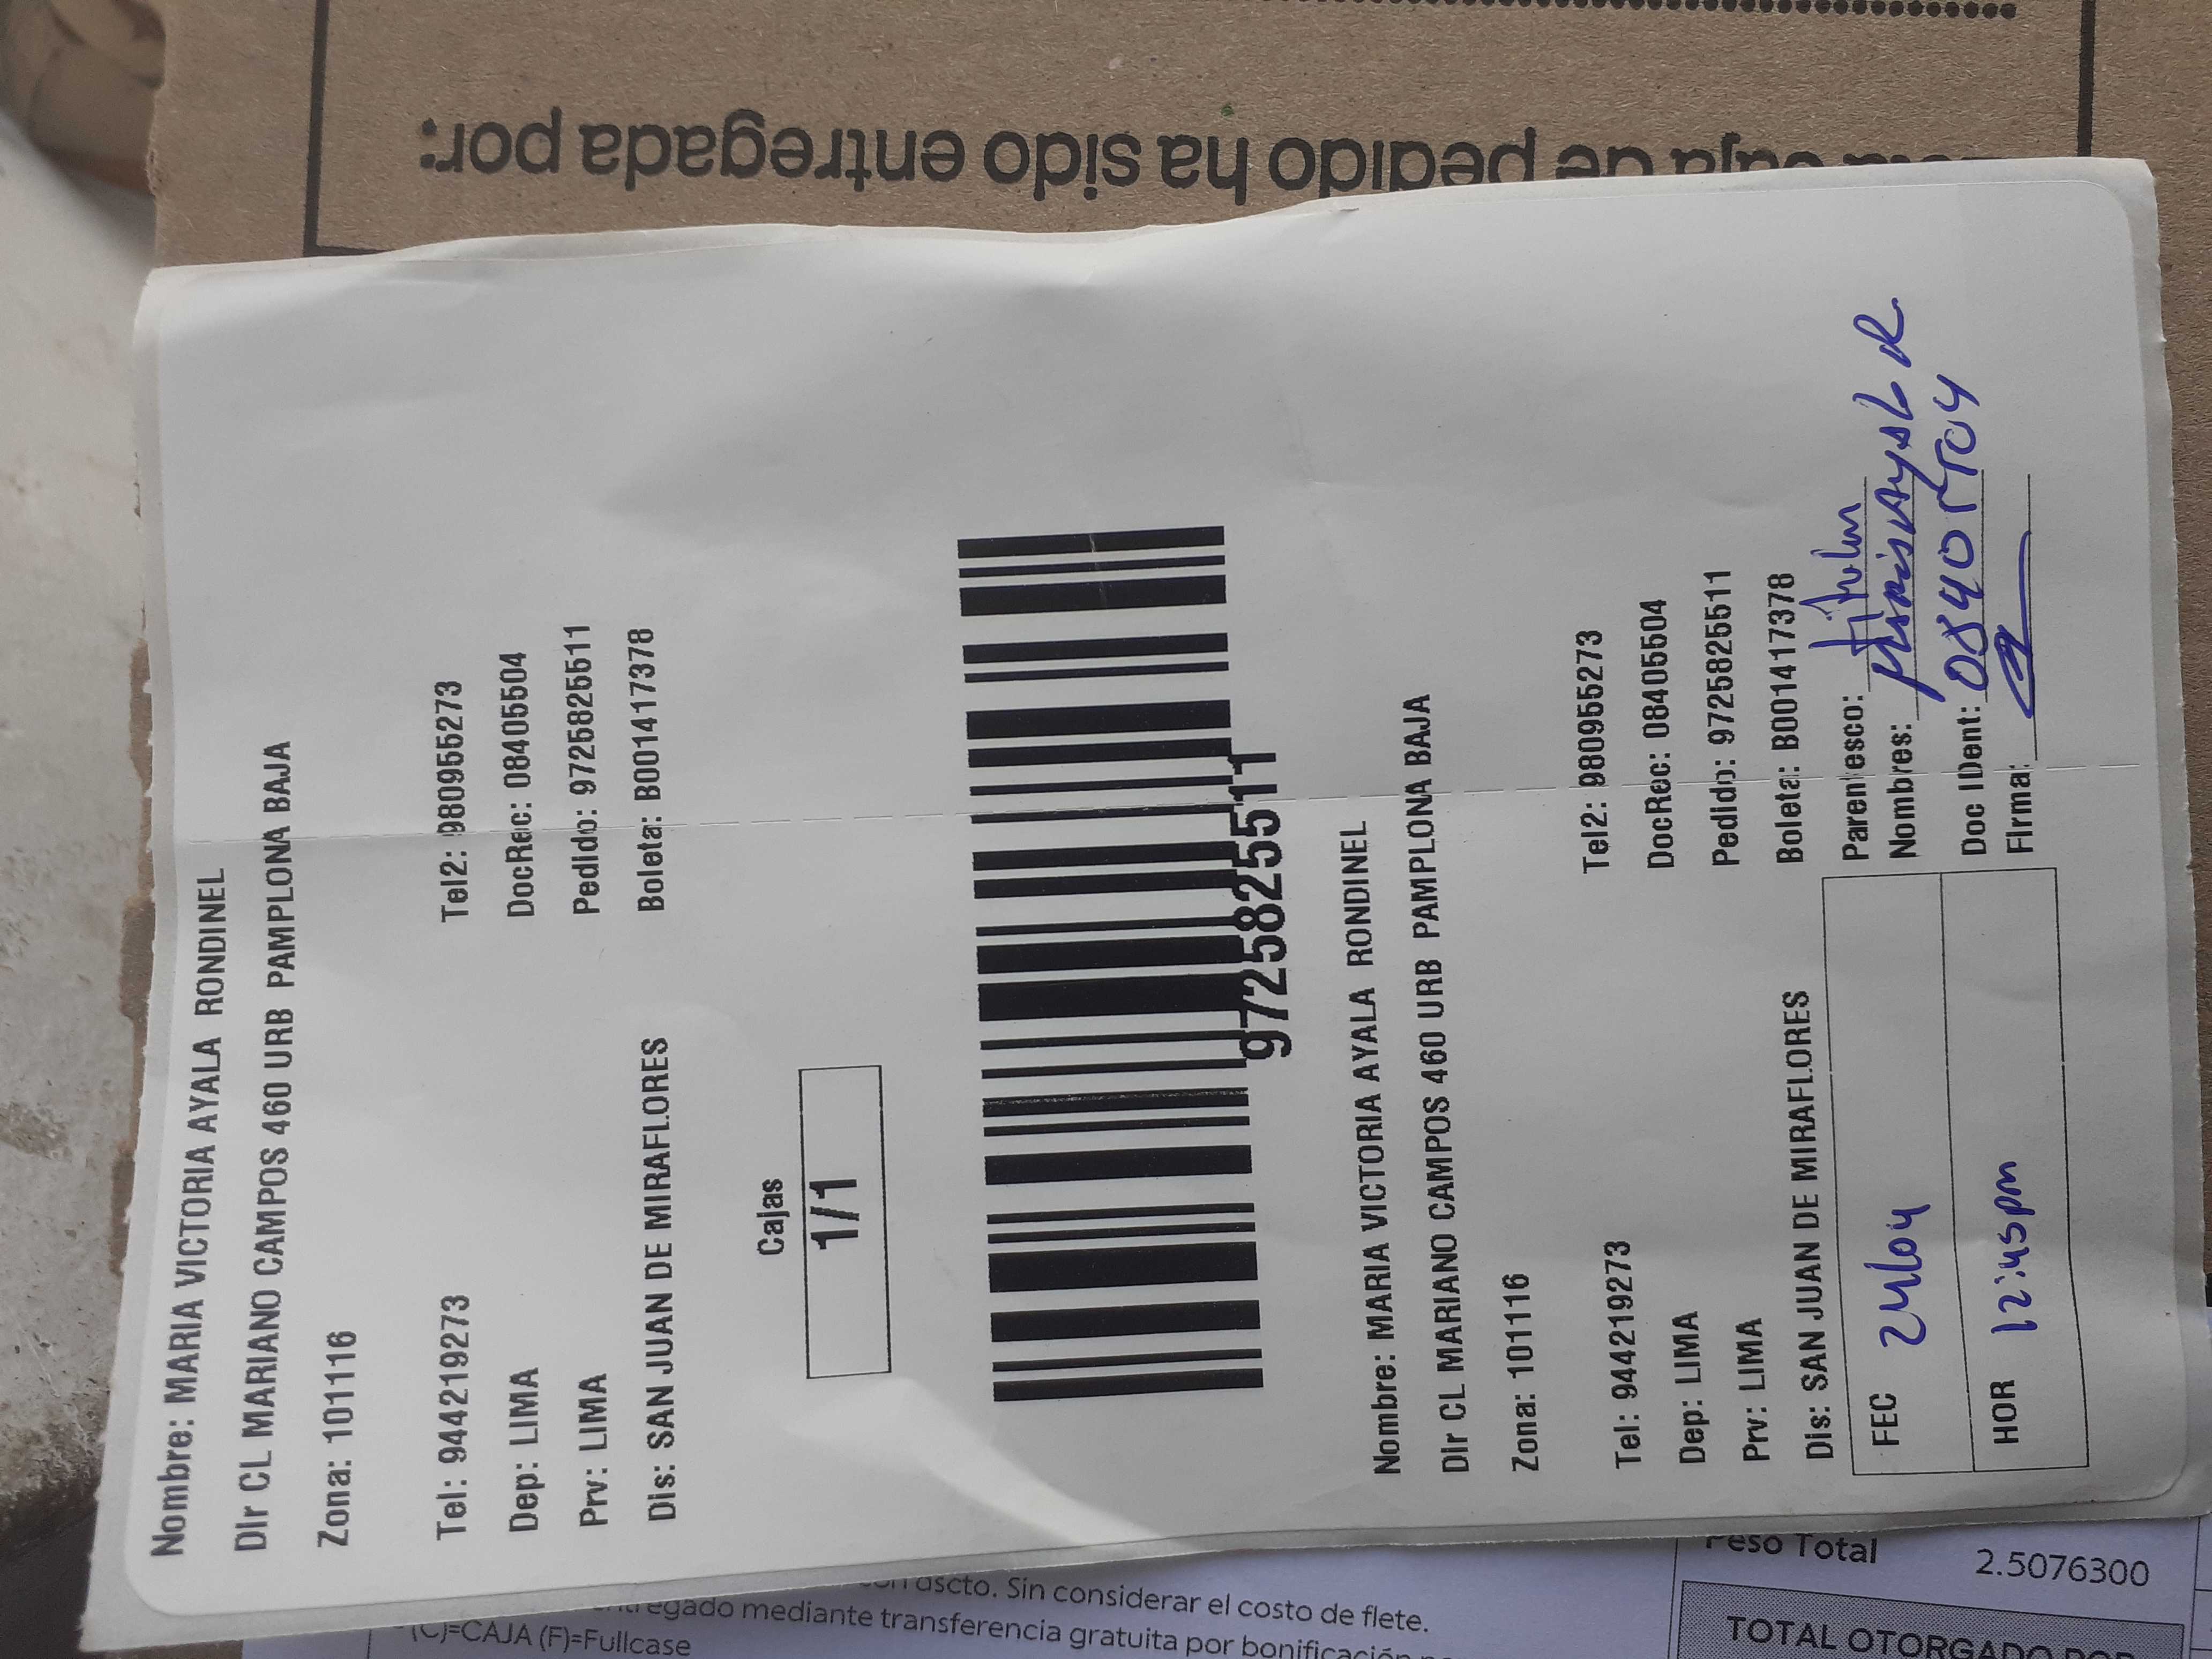 caja de pedido ha sido entregada por:
Nombre: MARIA VICTORIA AYALA RONDINEL
DIr CL MARIANO CAMPOS 460 URB PAMPLONA BAJA
Zona: 101116
Tel: 944219273 Tel2: 980955273
Dep: LIMA DocRec: 08405504
Prv: LIMA Pedido: 9725825511
Dis: SAN JUAN DE MIRAFLORES Boleta: B001417378
Cajas
1/1
9725825511
Nombre: MARIA VICTORIA AYALA RONDINEL
DIr CL MARIANO CAMPOS 460 URB PAMPLONA BAJA
Zona: 101116
Tel: 944219273 Tel2: 980955273
Dep: LIMA DocRec: 08405504
Prv: LIMA Pedido: 9725825511
Dis: SAN JUAN DE MIRAFLORES Boleta: B001417378
FEC 24/04
HOR 12:45pm
Parentesco: titular
Nombres: Ayala R
Doc IDent: 08405504
Firma:
dscto. Sin considerar el costo de flete.
entregado mediante transferencia gratuita por bonificación
(C)=CAJA (F)=Fullcase
Peso Total 2.5076300
TOTAL OTORGADO POR